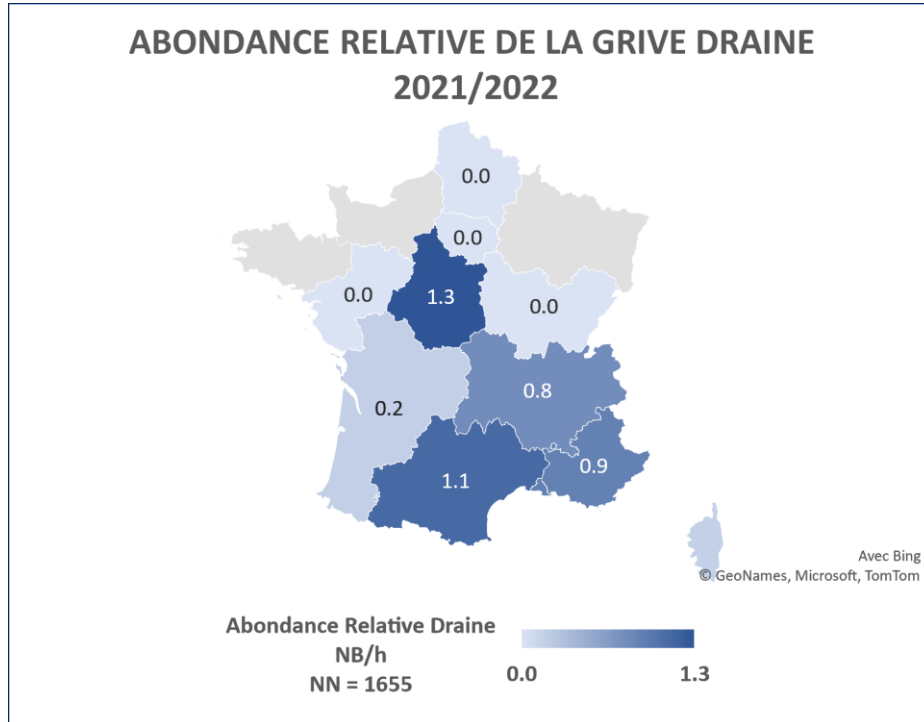 ABONDANCE RELATIVE DE LA GRIVE DRAINE
2021/2022
0.0
0.0
0.0
1.3
0.0
0.8
0.2
0.9
1.1
Avec Bing
© GeoNames, Microsoft, TomTom
Abondance Relative Draine
NB/h
NN = 1655
0.0
1.3